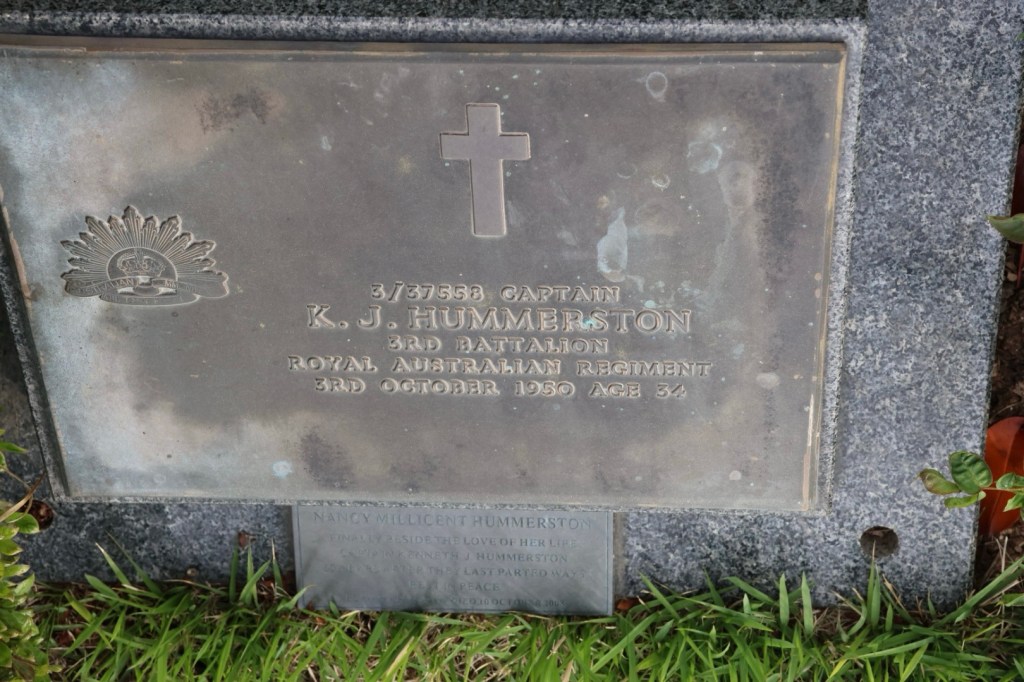 3/37558 CAPTAIN
K. J. HUMMERSTON
3RD BATTALION
ROYAL AUSTRALIAN REGIMENT
3RD OCTOBER 1950 AGE 34
NANCY MILLICENT HUMMERSTON
BESIDE THE LOVE OF HER LIFE
KENNETH J. HUMMERSTON
LAST PARTED WAS
PEACE